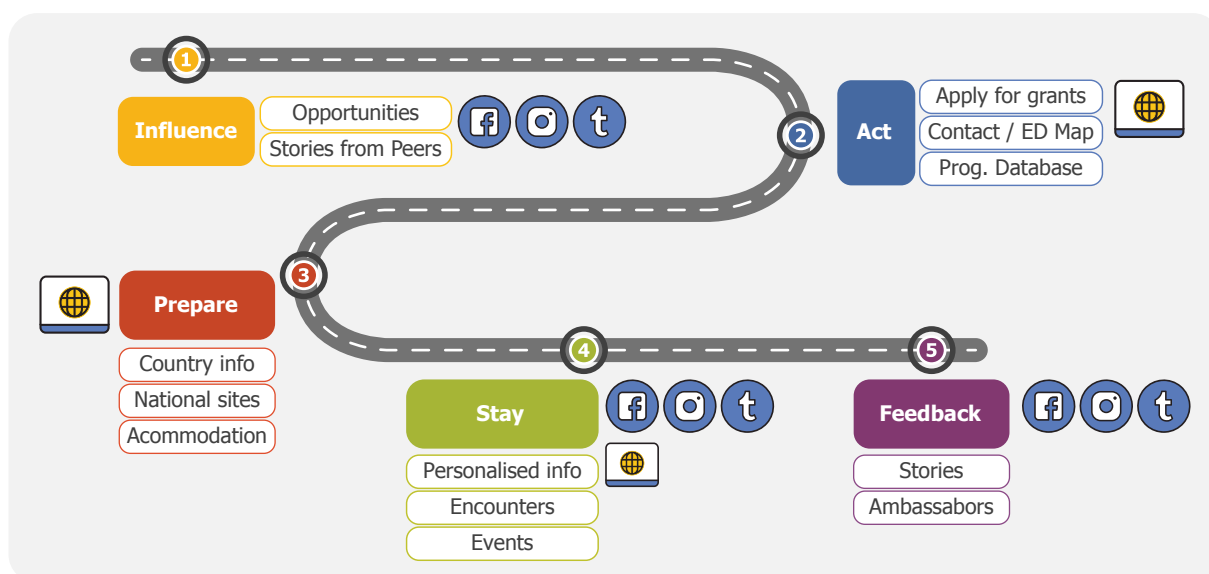 1
Influence
Opportunities
Stories from Peers
2
Act
Apply for grants
Contact / ED Map
Prog. Database
3
Prepare
Country info
National sites
Acommodation
4
Stay
Personalised info
Encounters
Events
5
Feedback
Stories
Ambassabors